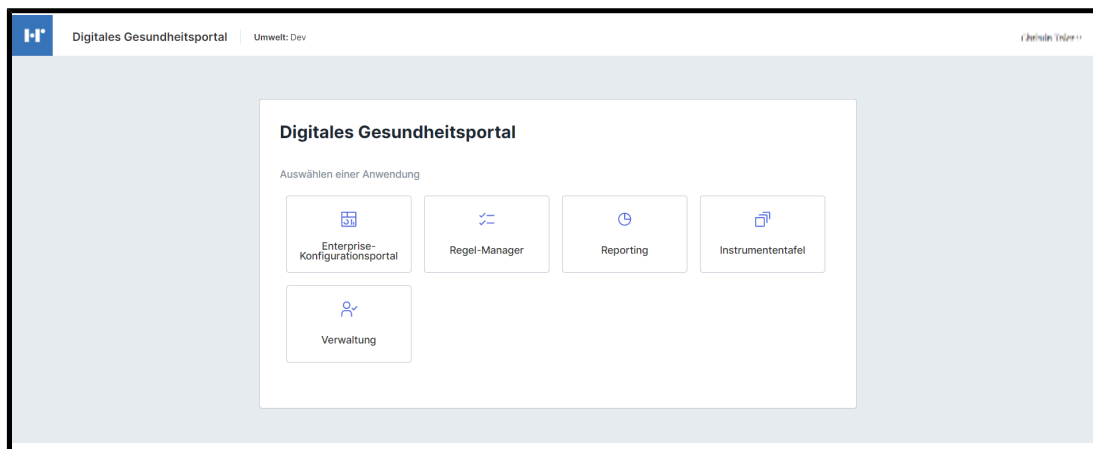 Digitales Gesundheitsportal
Umwelt: Dev
Digitales Gesundheitsportal
Auswählen einer Anwendung
Enterprise-
Konfigurationsportal
Regel-Manager
Reporting
Instrumententafel
Verwaltung